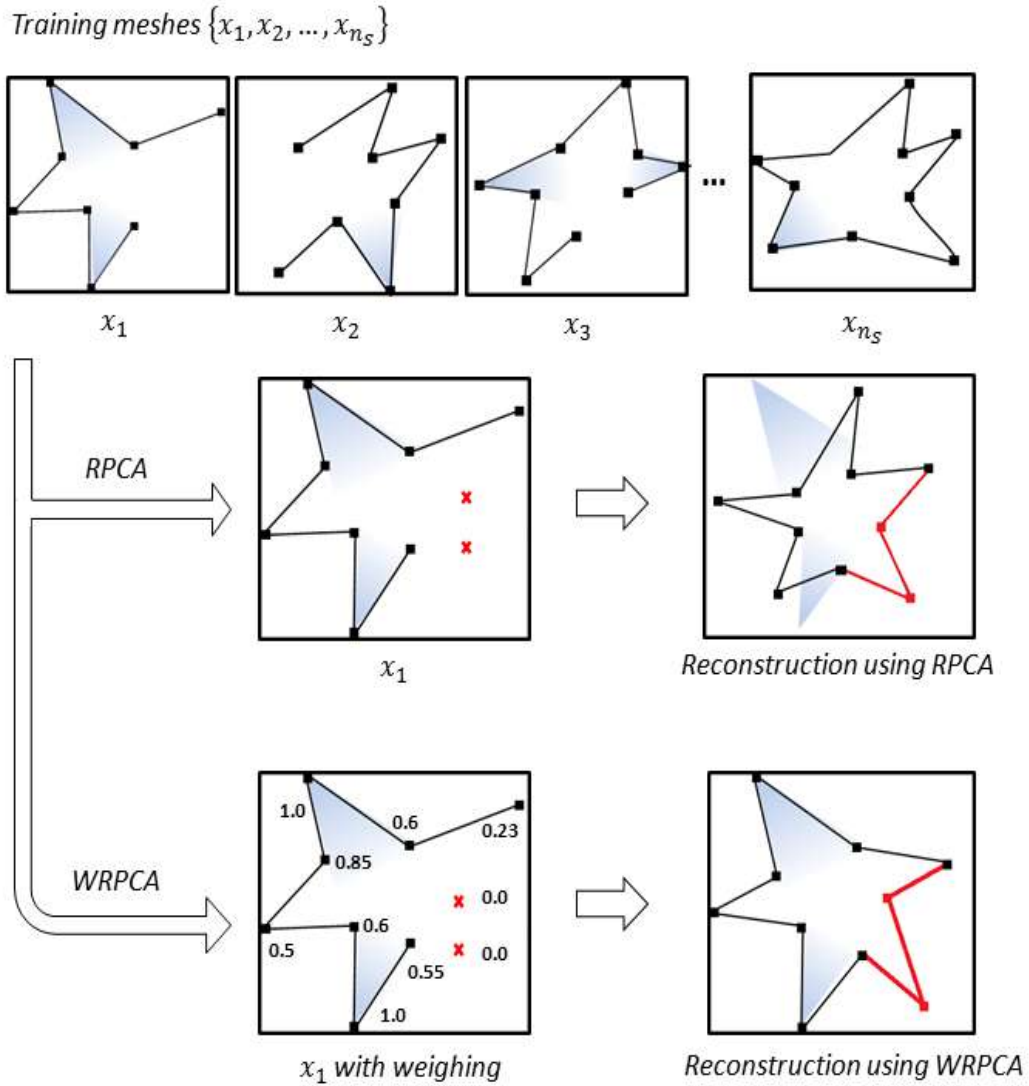 Training meshes {x₁, x₂, ..., xₙₛ}
...
x₁ x₂ x₃ xₙₛ
RPCA
x₁
Reconstruction using RPCA
WRPCA
1.0
0.6
0.23
0.85
0.0
0.6
0.5
0.0
0.55
1.0
x₁ with weighing
Reconstruction using WRPCA